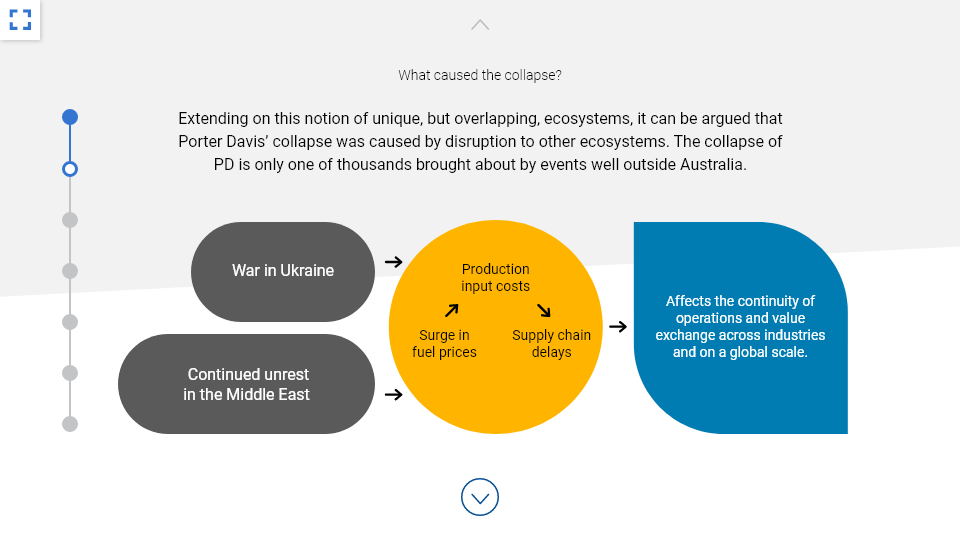 What caused the collapse?
Extending on this notion of unique, but overlapping, ecosystems, it can be argued that
Porter Davis’ collapse was caused by disruption to other ecosystems. The collapse of
PD is only one of thousands brought about by events well outside Australia.
War in Ukraine
Continued unrest
in the Middle East
Production
input costs
Surge in
fuel prices
Supply chain
delays
Affects the continuity of
operations and value
exchange across industries
and on a global scale.